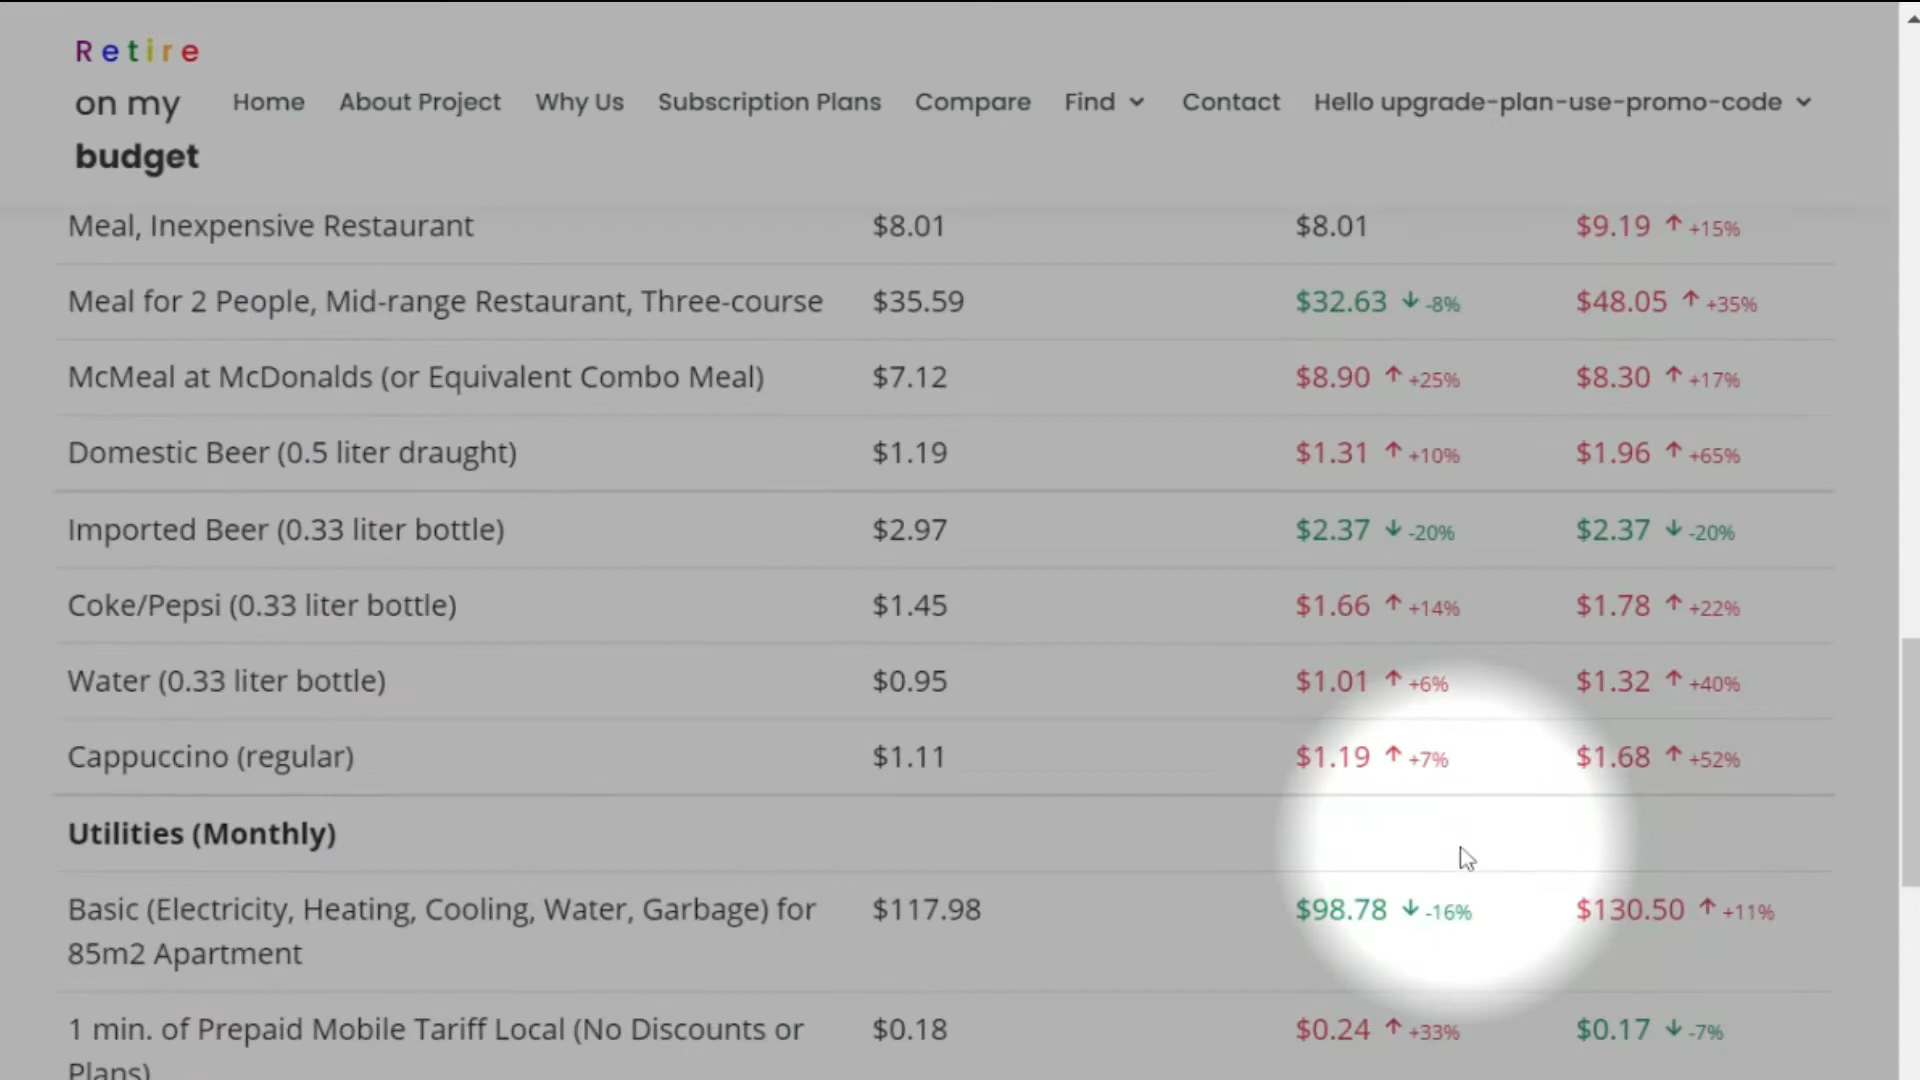 Retire
on my
budget
Home About Project Why Us Subscription Plans Compare Find Contact Hello upgrade-plan-use-promo-code
Meal, Inexpensive Restaurant $8.01 $8.01 $9.19 ↑ +15%
Meal for 2 People, Mid-range Restaurant, Three-course $35.59 $32.63 ↓ -8% $48.05 ↑ +35%
McMeal at McDonalds (or Equivalent Combo Meal) $7.12 $8.90 ↑ +25% $8.30 ↑ +17%
Domestic Beer (0.5 liter draught) $1.19 $1.31 ↑ +10% $1.96 ↑ +65%
Imported Beer (0.33 liter bottle) $2.97 $2.37 ↓ -20% $2.37 ↓ -20%
Coke/Pepsi (0.33 liter bottle) $1.45 $1.66 ↑ +14% $1.78 ↑ +22%
Water (0.33 liter bottle) $0.95 $1.01 ↑ +6% $1.32 ↑ +40%
Cappuccino (regular) $1.11 $1.19 ↑ +7% $1.68 ↑ +52%
Utilities (Monthly)
Basic (Electricity, Heating, Cooling, Water, Garbage) for $117.98 $98.78 ↓ -16% $130.50 ↑ +11%
85m2 Apartment
1 min. of Prepaid Mobile Tariff Local (No Discounts or $0.18 $0.24 ↑ +33% $0.17 ↓ -7%
Plans)